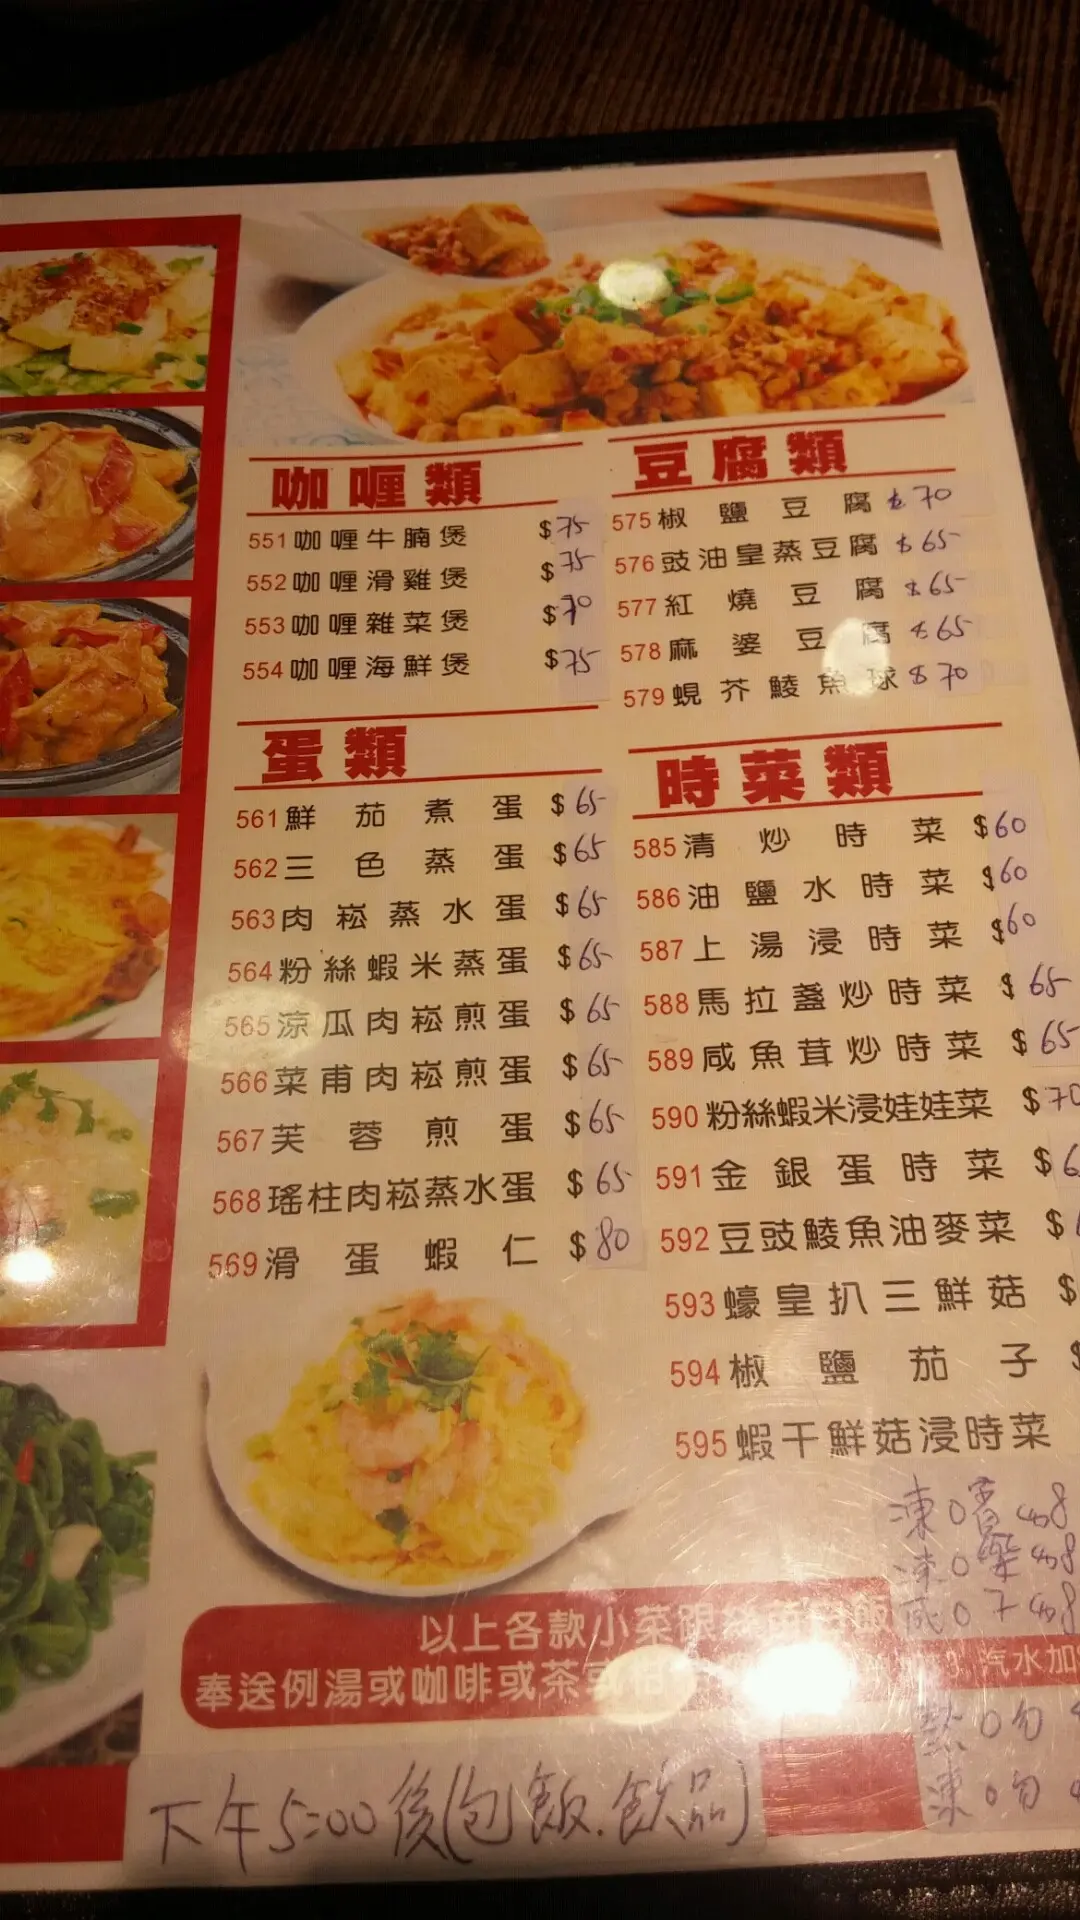 咖喱類
551 咖喱牛腩煲 $75
552 咖喱滑雞煲 $75
553 咖喱雜菜煲 $70
554 咖喱海鮮煲 $75
豆腐類
575 椒鹽豆腐 $70
576 豉油皇蒸豆腐 $65
577 紅燒豆腐 $65
578 麻婆豆腐 $65
579 蜆芥鯪魚球 $70
蛋類
561 鮮茄煮蛋 $65
562 三色蒸蛋 $65
563 肉崧蒸水蛋 $65
564 粉絲蝦米蒸蛋 $65
565 涼瓜肉崧煎蛋 $65
566 菜甫肉崧煎蛋 $65
567 芙蓉煎蛋 $65
568 瑤柱肉崧蒸水蛋 $65
569 滑蛋蝦仁 $80
時菜類
585 清炒時菜 $60
586 油鹽水時菜 $60
587 上湯浸時菜 $60
588 馬拉盞炒時菜 $65
589 咸魚茸炒時菜 $65
590 粉絲蝦米浸娃娃菜 $70
591 金銀蛋時菜 $6
592 豆豉鯪魚油麥菜 $
593 蠔皇扒三鮮菇 $
594 椒鹽茄子 $
595 蝦干鮮菇浸時菜
以上各款小菜跟 飯
奉送例湯或咖啡或茶或
汽水加$
下午5:00後(包飯.飲品)